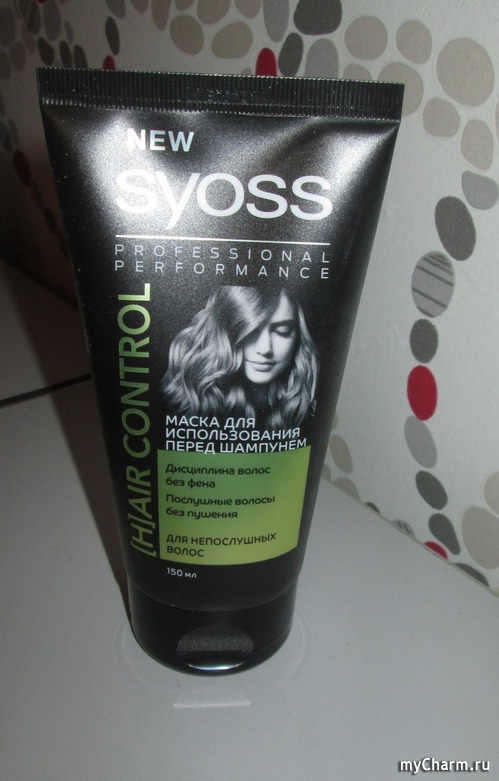 NEW
syoss
PROFESSIONAL
PERFORMANCE
[H]AIR CONTROL
МАСКА ДЛЯ
ИСПОЛЬЗОВАНИЯ
ПЕРЕД ШАМПУНЕМ
Дисциплина волос
без фена
Послушные волосы
без пушения
ДЛЯ НЕПОСЛУШНЫХ
ВОЛОС
150 мл
myCharm.ru